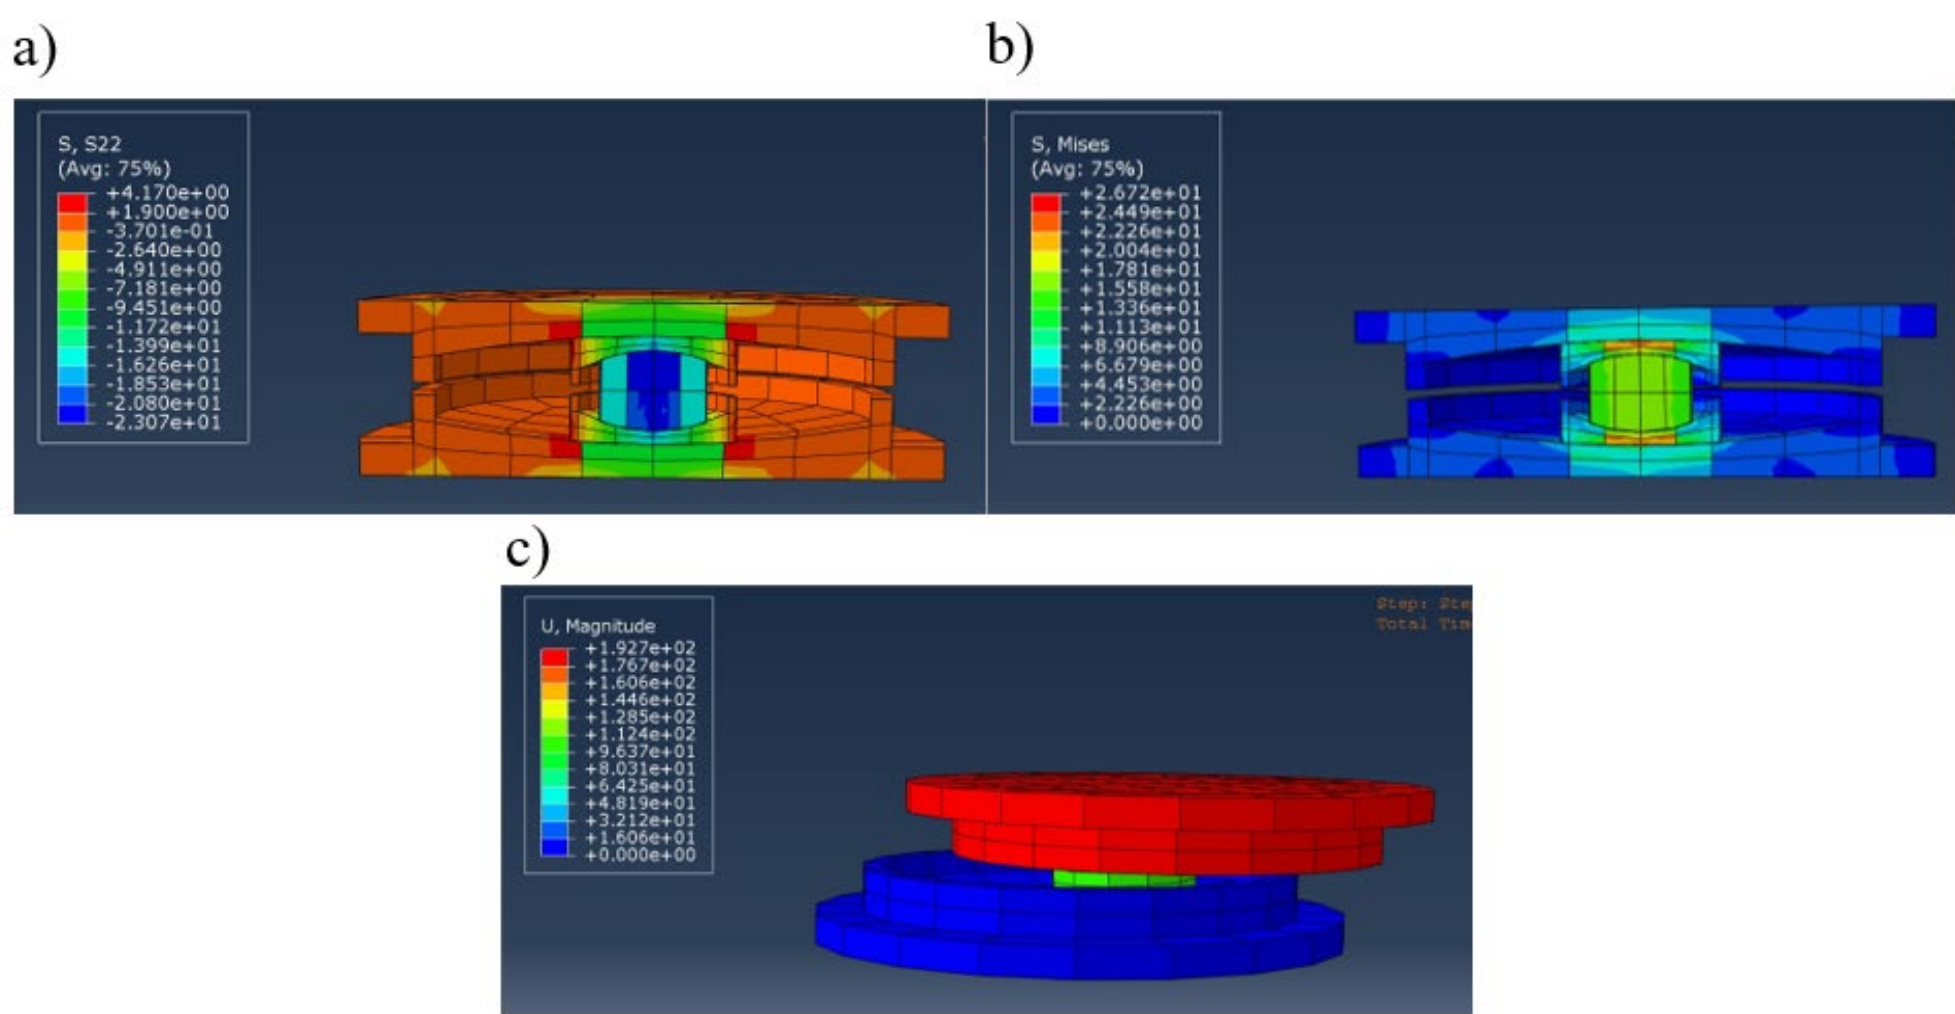 a)
S, S22
(Avg: 75%)
+4.170e+00
+1.900e+00
-3.701e-01
-2.640e+00
-4.911e+00
-7.181e+00
-9.451e+00
-1.172e+01
-1.399e+01
-1.626e+01
-1.853e+01
-2.080e+01
-2.307e+01
b)
S, Mises
(Avg: 75%)
+2.672e+01
+2.449e+01
+2.226e+01
+2.004e+01
+1.781e+01
+1.558e+01
+1.336e+01
+1.113e+01
+8.906e+00
+6.679e+00
+4.453e+00
+2.226e+00
+0.000e+00
c)
U, Magnitude
+1.927e+02
+1.767e+02
+1.606e+02
+1.446e+02
+1.285e+02
+1.124e+02
+9.637e+01
+8.031e+01
+6.425e+01
+4.819e+01
+3.212e+01
+1.606e+01
+0.000e+00
Step: Ste
Total Tim